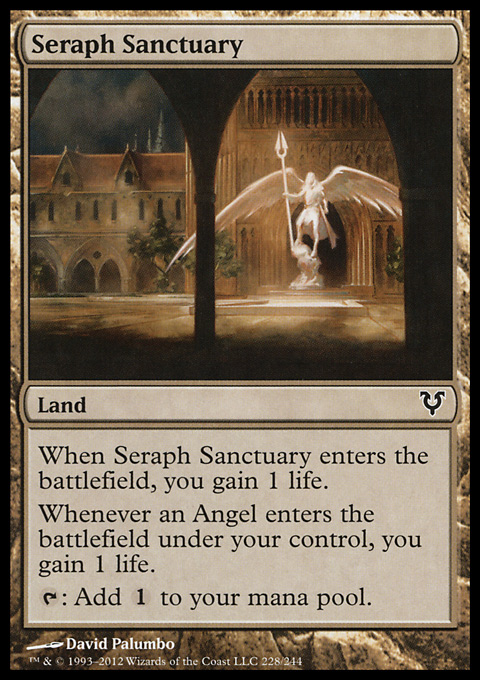 Seraph Sanctuary
Land
When Seraph Sanctuary enters the
battlefield, you gain 1 life.
Whenever an Angel enters the
battlefield under your control, you
gain 1 life.
: Add 1 to your mana pool.
David Palumbo
™ & © 1993–2012 Wizards of the Coast LLC 228/244